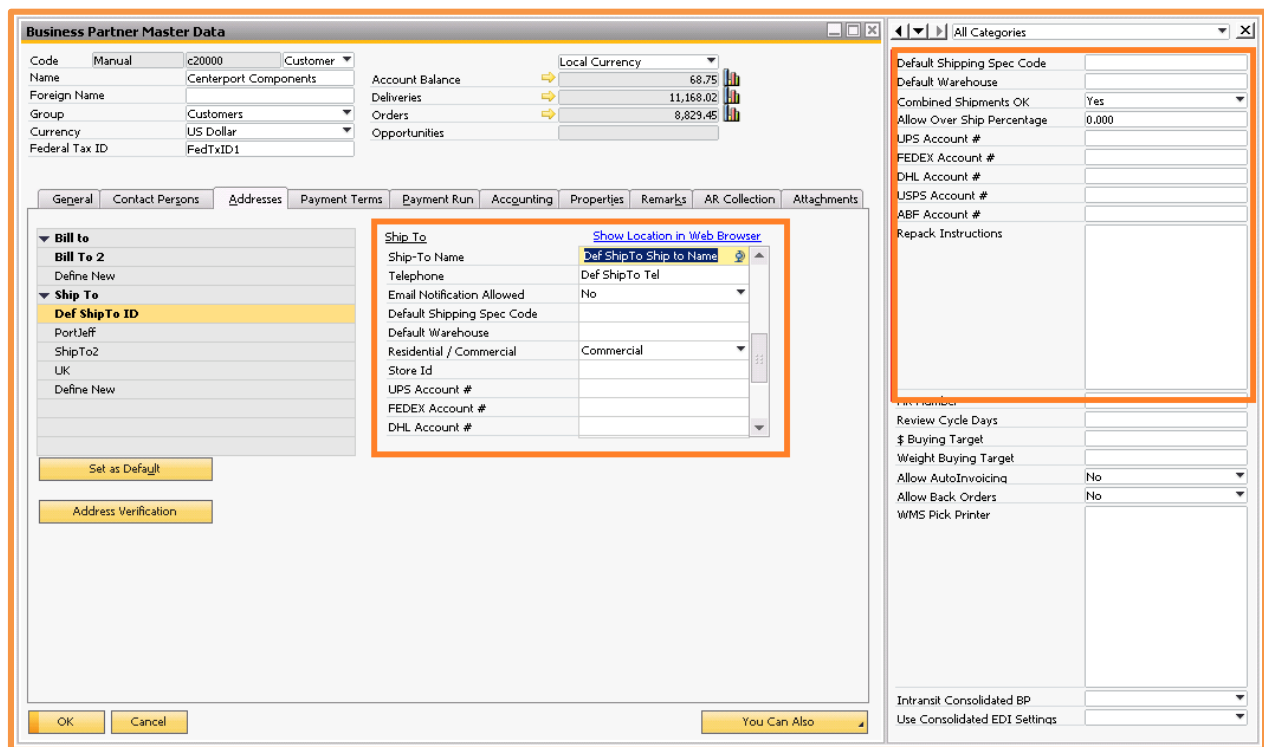 Business Partner Master Data
Code Manual c20000 Customer
Name Centerport Components
Foreign Name
Group Customers
Currency US Dollar
Federal Tax ID FedTxID1
Local Currency
Account Balance 68.75
Deliveries 11,168.02
Orders 8,829.45
Opportunities
General Contact Persons Addresses Payment Terms Payment Run Accounting Properties Remarks AR Collection Attachments
Bill to
Bill To 2
Define New
Ship To
Def ShipTo ID
PortJeff
ShipTo2
UK
Define New
Set as Default
Address Verification
Ship To Show Location in Web Browser
Ship-To Name Def ShipTo Ship to Name
Telephone Def ShipTo Tel
Email Notification Allowed No
Default Shipping Spec Code
Default Warehouse
Residential / Commercial Commercial
Store Id
UPS Account #
FEDEX Account #
DHL Account #
OK Cancel You Can Also
All Categories
Default Shipping Spec Code
Default Warehouse
Combined Shipments OK Yes
Allow Over Ship Percentage 0.000
UPS Account #
FEDEX Account #
DHL Account #
USPS Account #
ABF Account #
Repack Instructions
Number
Review Cycle Days
$ Buying Target
Weight Buying Target
Allow AutoInvoicing No
Allow Back Orders No
WMS Pick Printer
Intransit Consolidated BP
Use Consolidated EDI Settings